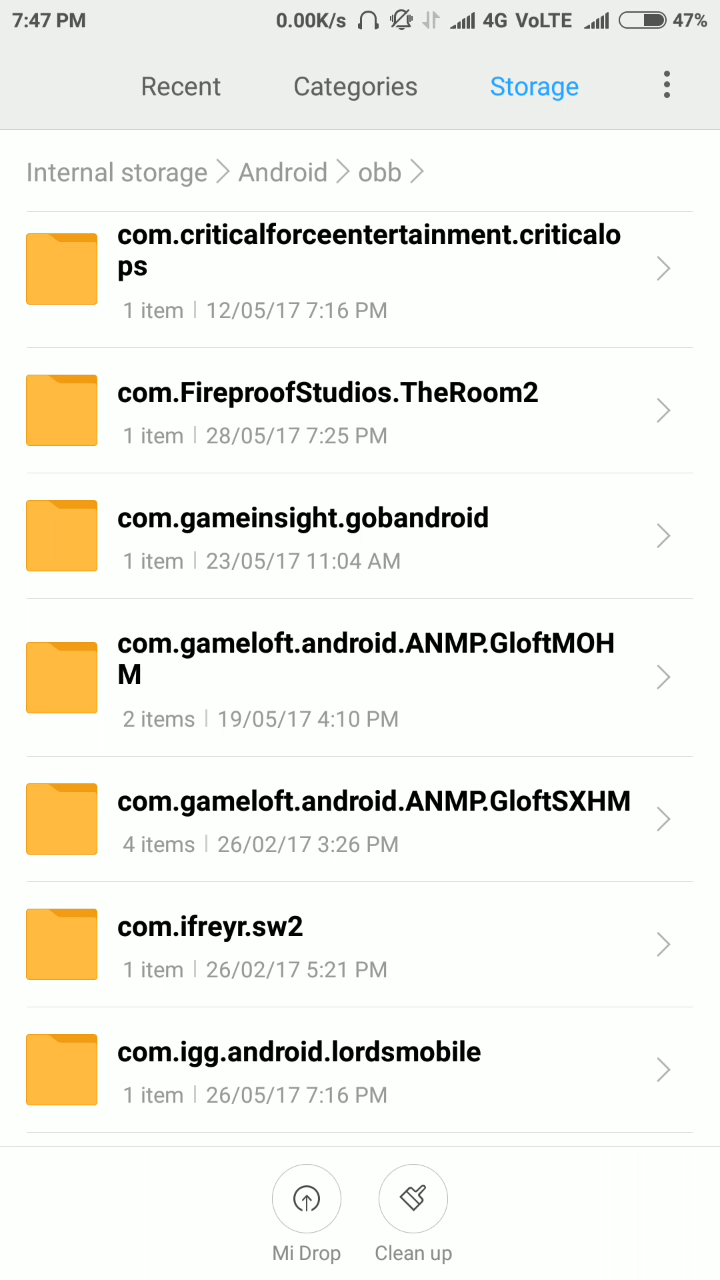 7:47 PM 0.00K/s 4G VoLTE 47%
Recent Categories Storage
Internal storage Android obb
com.criticalforceentertainment.criticalo
ps
1 item 12/05/17 7:16 PM
com.FireproofStudios.TheRoom2
1 item 28/05/17 7:25 PM
com.gameinsight.gobandroid
1 item 23/05/17 11:04 AM
com.gameloft.android.ANMP.GloftMOH
M
2 items 19/05/17 4:10 PM
com.gameloft.android.ANMP.GloftSXHM
4 items 26/02/17 3:26 PM
com.ifreyr.sw2
1 item 26/02/17 5:21 PM
com.igg.android.lordsmobile
1 item 26/05/17 7:16 PM
Mi Drop Clean up